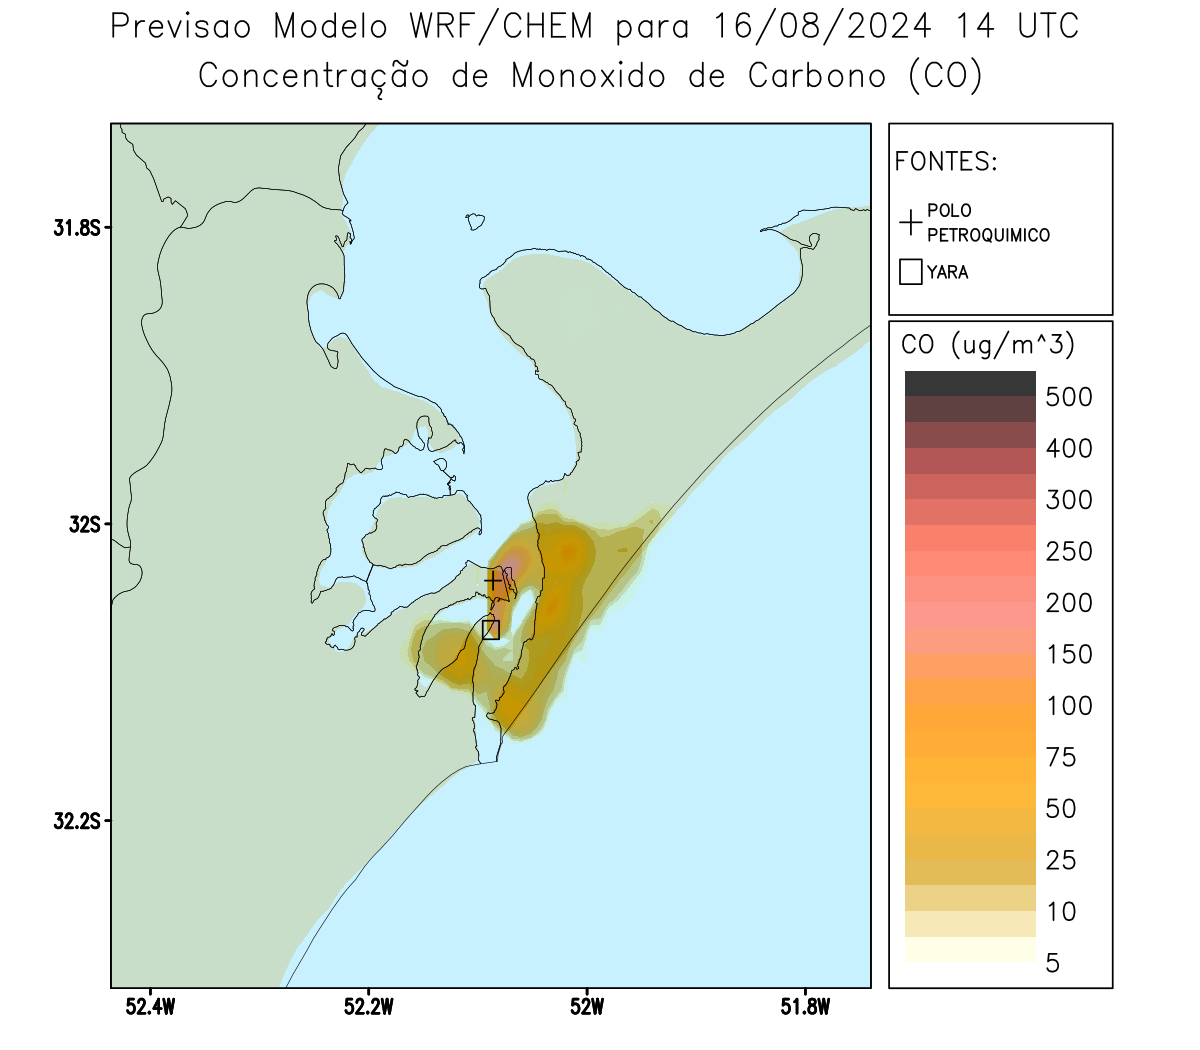 Previsao Modelo WRF/CHEM para 16/08/2024 14 UTC
Concentração de Monoxido de Carbono (CO)
FONTES:
POLO
PETROQUIMICO
YARA
31.8S
32S
32.2S
52.4W
52.2W
52W
51.8W
CO (ug/m^3)
500
400
300
250
200
150
100
75
50
25
10
5